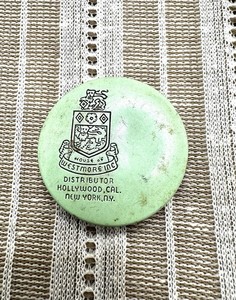 HOUSE OF
WESTMORE INC.
DISTRIBUTOR
HOLLYWOOD, CAL.
NEW YORK, N.Y.